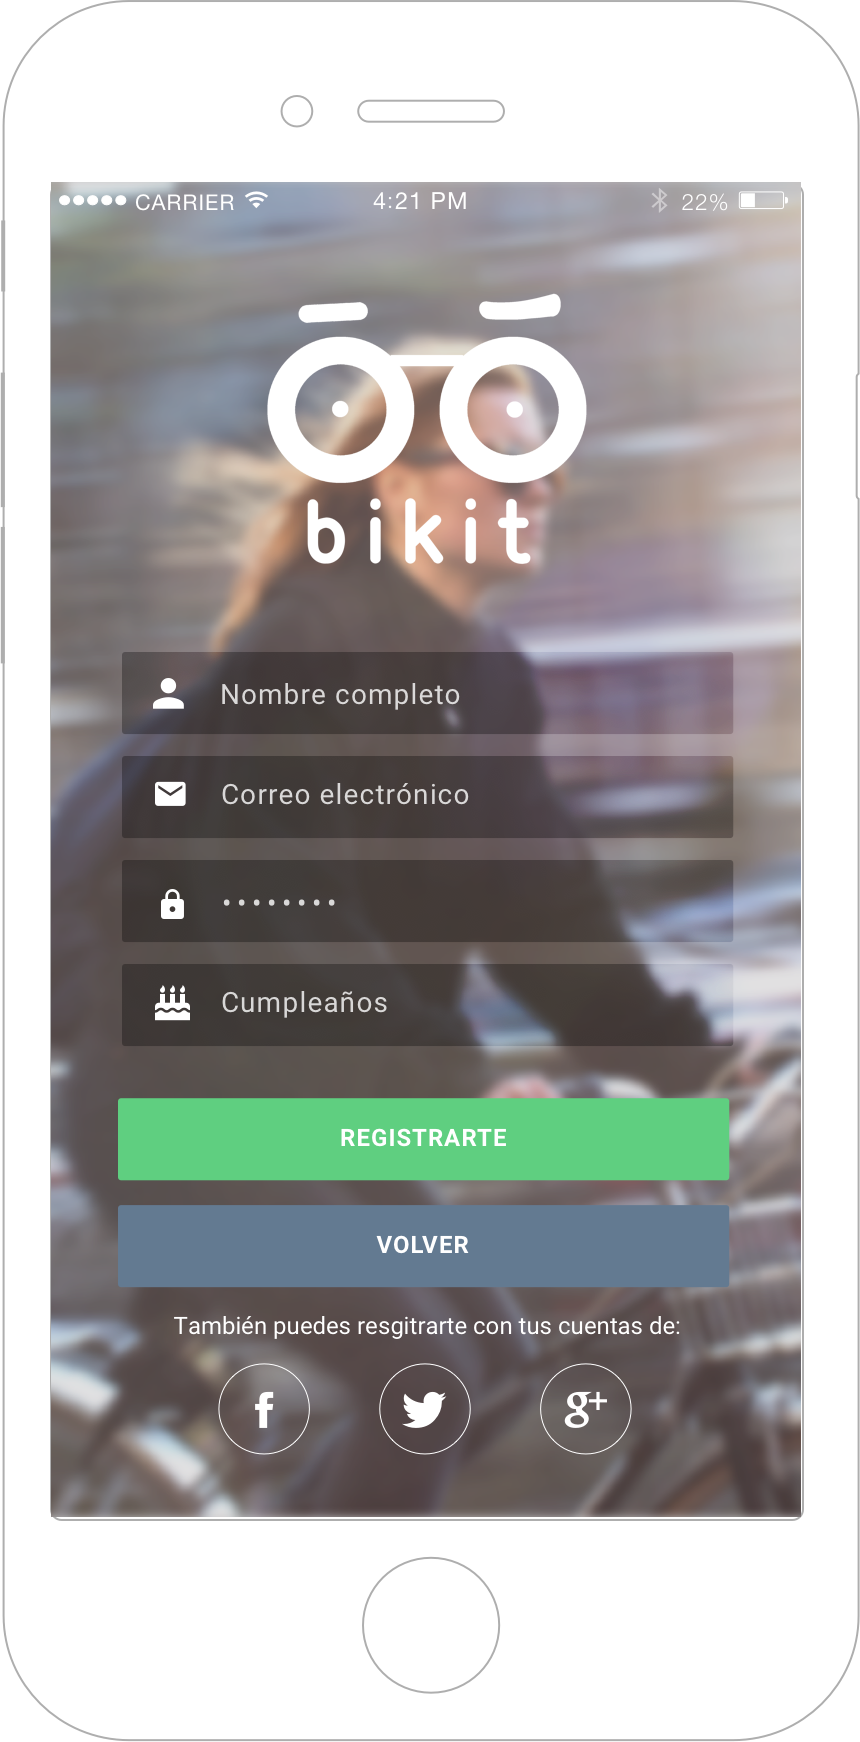 CARRIER 4:21 PM 22%
bikit
Nombre completo
Correo electrónico
Cumpleaños
REGISTRARTE
VOLVER
También puedes resgitrarte con tus cuentas de:
f g+